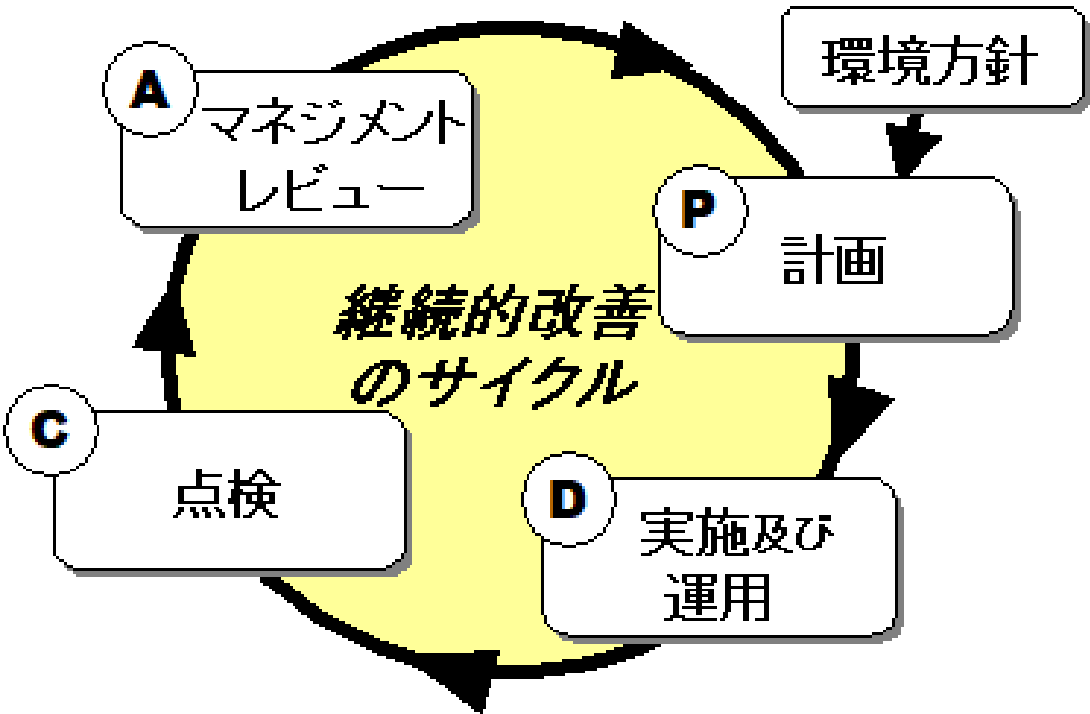 環境方針
P
計画
D
実施及び
運用
C
点検
A
マネジメント
レビュー
継続的改善
のサイクル